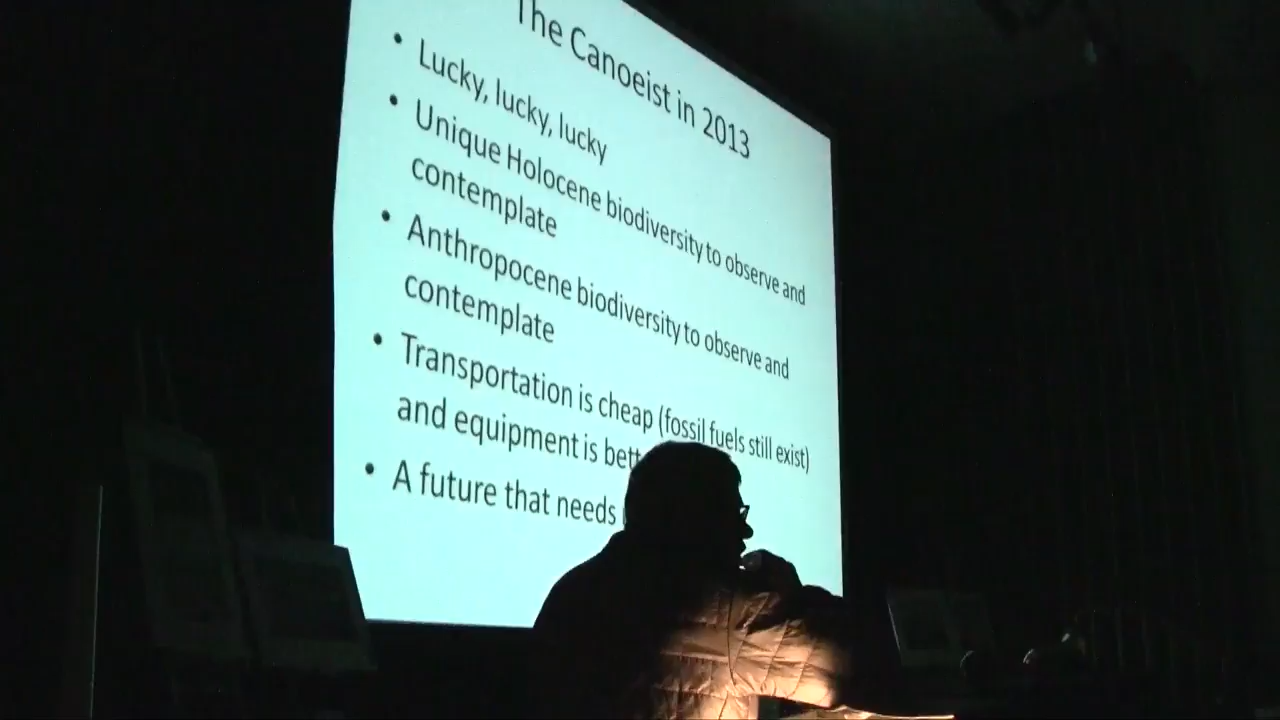 The Canoeist in 2013
• Lucky, lucky, lucky
• Unique Holocene biodiversity to observe and
contemplate
• Anthropocene biodiversity to observe and
contemplate
• Transportation is cheap (fossil fuels still exist)
and equipment is
• A future that needs